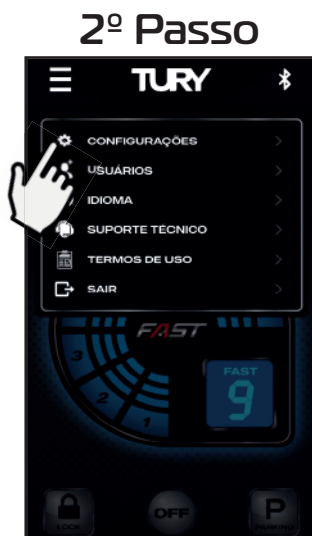 2º Passo
TURY
CONFIGURAÇÕES
USUÁRIOS
IDIOMA
SUPORTE TÉCNICO
TERMOS DE USO
SAIR
FAST
3
2
1
FAST
9
LOCK
OFF
P
PARKING